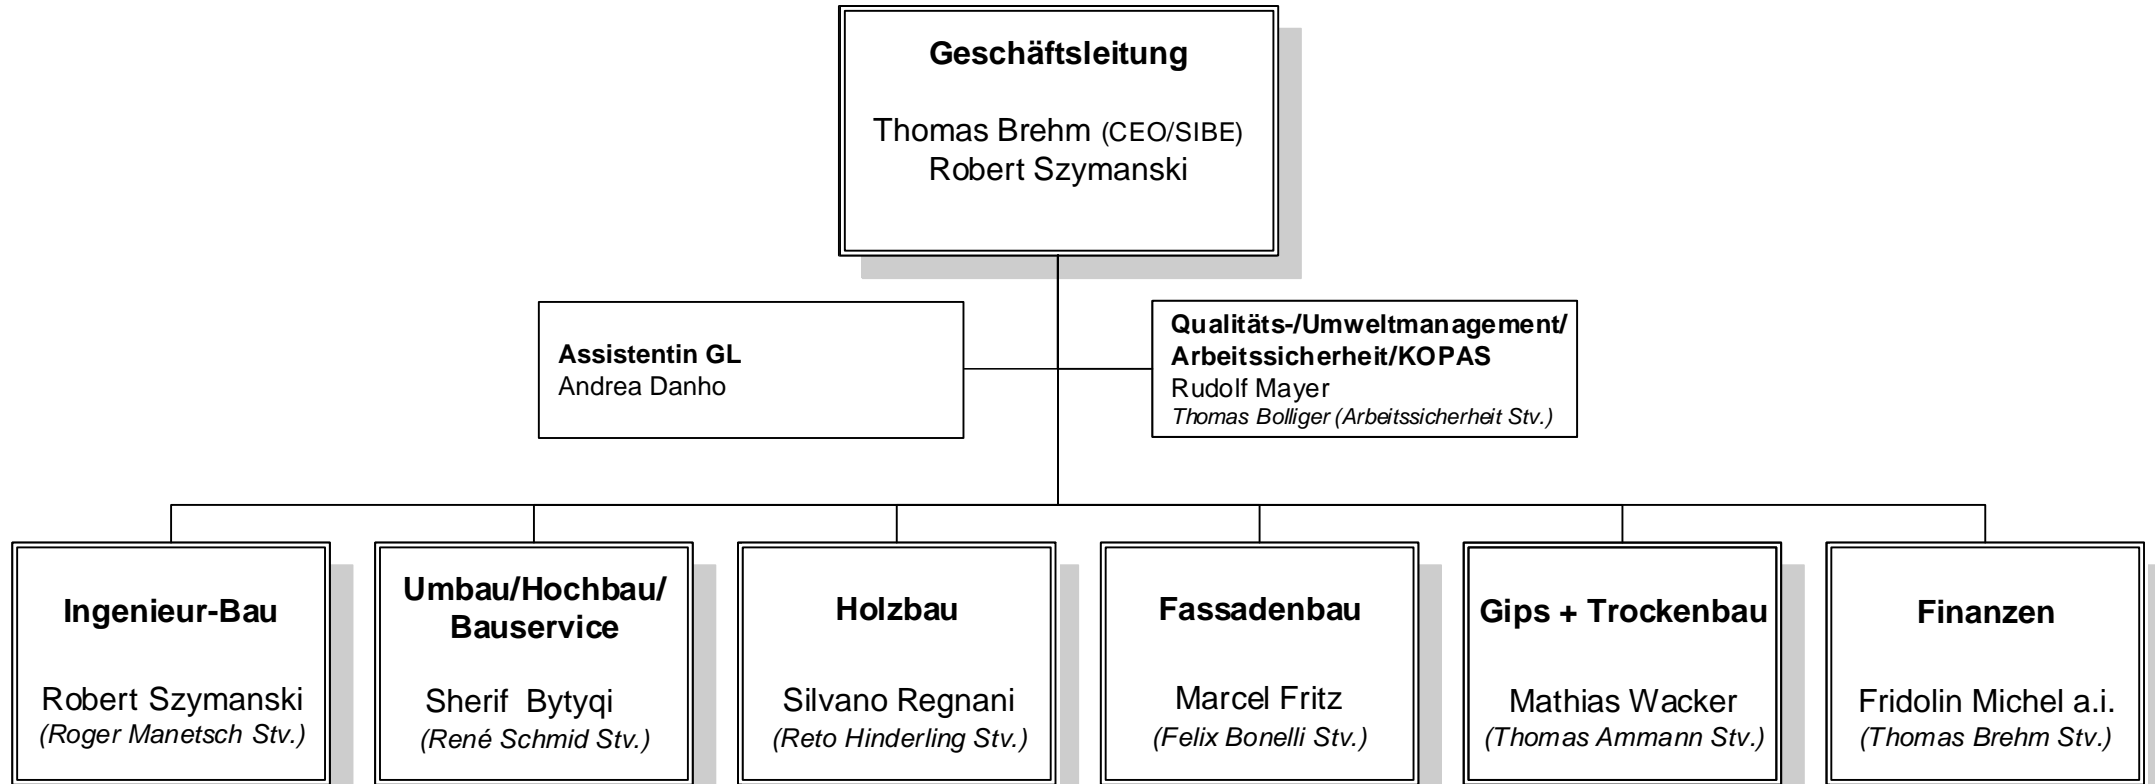 Geschäftsleitung
Thomas Brehm (CEO/SIBE)
Robert Szymanski
Assistentin GL
Andrea Danho
Qualitäts-/Umweltmanagement/
Arbeitssicherheit/KOPAS
Rudolf Mayer
Thomas Bolliger (Arbeitssicherheit Stv.)
Ingenieur-Bau
Robert Szymanski
(Roger Manetsch Stv.)
Umbau/Hochbau/
Bauservice
Sherif Bytyqi
(René Schmid Stv.)
Holzbau
Silvano Regnani
(Reto Hinderling Stv.)
Fassadenbau
Marcel Fritz
(Felix Bonelli Stv.)
Gips + Trockenbau
Mathias Wacker
(Thomas Ammann Stv.)
Finanzen
Fridolin Michel a.i.
(Thomas Brehm Stv.)